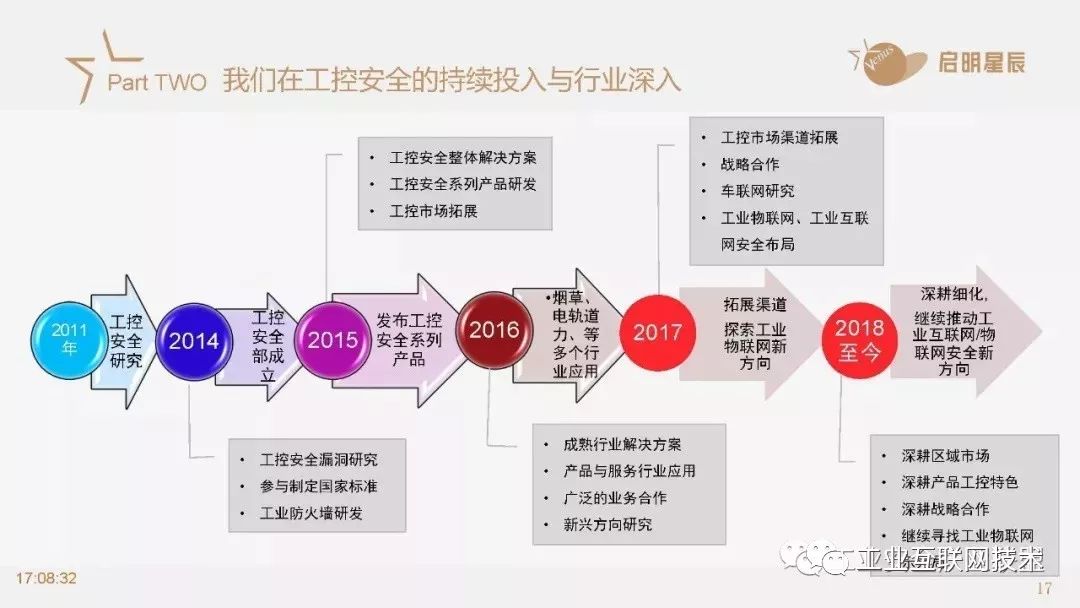 Part TWO 我们在工控安全的持续投入与行业深入
Venus
启明星辰
• 工控安全整体解决方案
• 工控安全系列产品研发
• 工控市场拓展
• 工控市场渠道拓展
• 战略合作
• 车联网研究
• 工业物联网、工业互联
网安全布局
2011
年
工控
安全
研究
2014
工控
安全
部成
立
2015
发布工控
安全系列
产品
2016
•烟草、
电轨道
力、等
多个行
业应用
2017
拓展渠道
探索工业
物联网新
方向
2018
至今
深耕细化,
继续推动工
业互联网/物
联网安全新
方向
• 工控安全漏洞研究
• 参与制定国家标准
• 工业防火墙研发
• 成熟行业解决方案
• 产品与服务行业应用
• 广泛的业务合作
• 新兴方向研究
• 深耕区域市场
• 深耕产品工控特色
• 深耕战略合作
• 继续寻找工业物联网
工业互联网技术
17:08:32
17